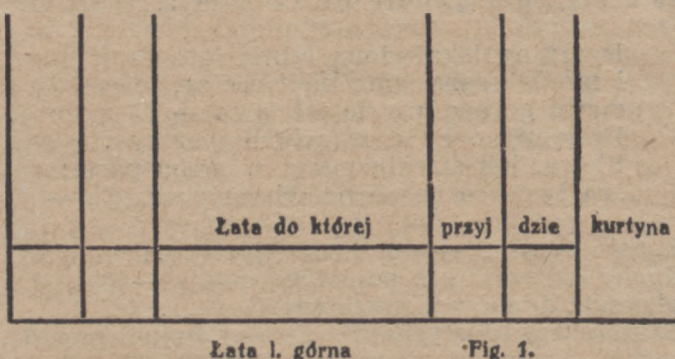 Łata do której przyj dzie kurtyna
Łata l. górna Fig. 1.